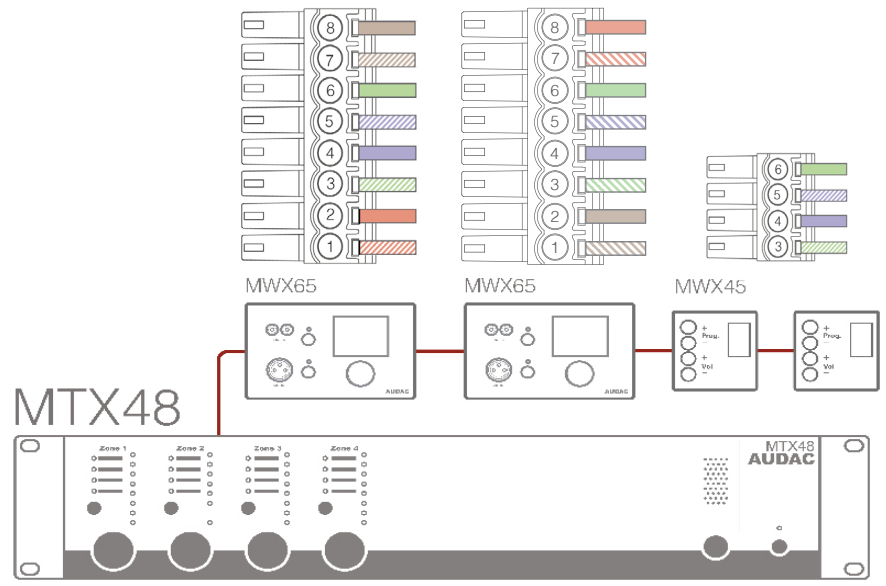 8 8
7 7
6 6 6
5 5 5
4 4 4
3 3 3
2 2
1 1
MWX65 MWX65 MWX45
+ +
Prog. Prog.
- -
+ +
Vol Vol
- -
AUDAC AUDAC
MTX48
Zone 1 Zone 2 Zone 3 Zone 4
MTX48
AUDAC